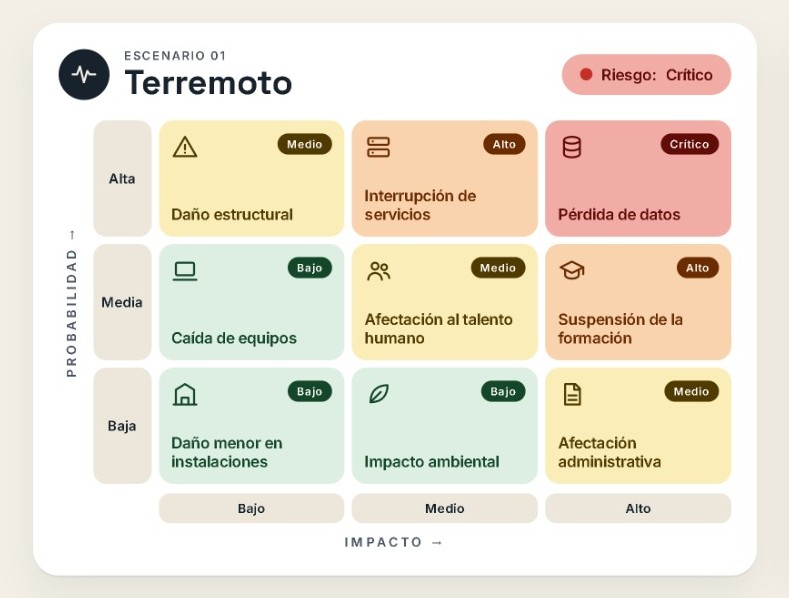 ESCENARIO 01
Terremoto
Riesgo: Crítico
Alta
Medio
Daño estructural
Alto
Interrupción de
servicios
Crítico
Pérdida de datos
PROBABILIDAD →
Media
Bajo
Caída de equipos
Medio
Afectación al talento
humano
Alto
Suspensión de la
formación
Baja
Bajo
Daño menor en
instalaciones
Bajo
Impacto ambiental
Medio
Afectación
administrativa
Bajo
Medio
Alto
IMPACTO →